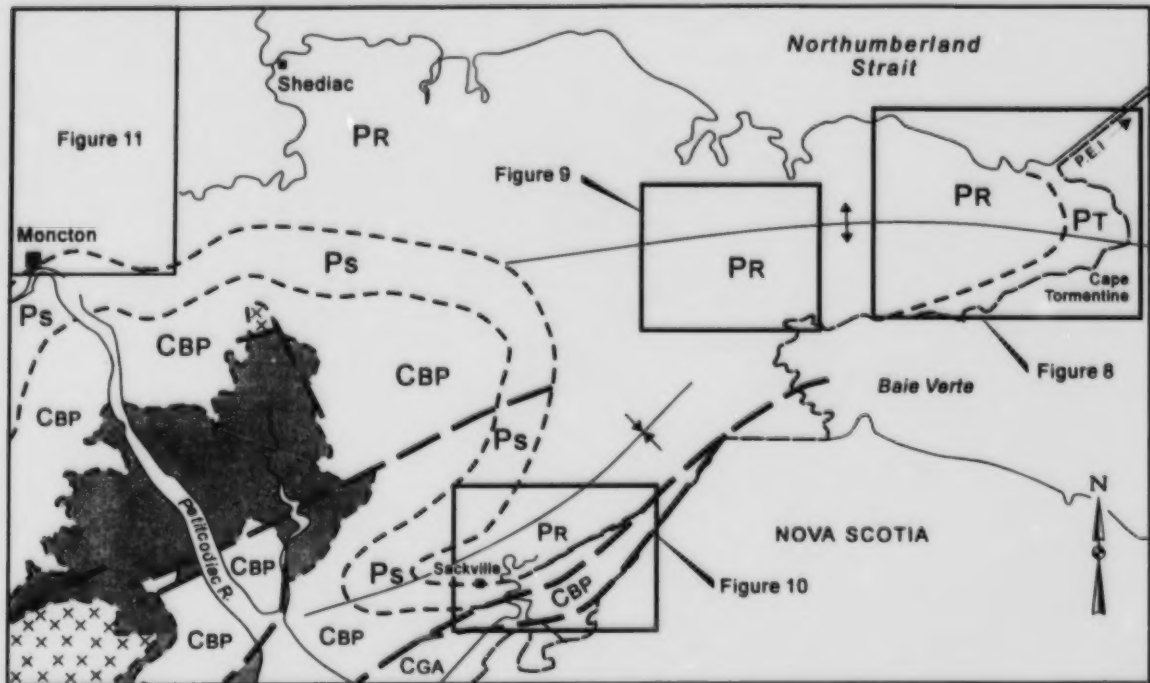 Northumberland
Strait
Shediac
Figure 11
PR
P.E.I
Figure 9
PR
PT
Moncton
Ps
PR
Cape
Tormentine
Ps
CBP
CBP
Figure 8
CBP
Baie Verte
Ps
N
Petitcodiac R.
PR
NOVA SCOTIA
CBP
Ps
Sackville
CBP
Figure 10
CBP
CBP
CGA